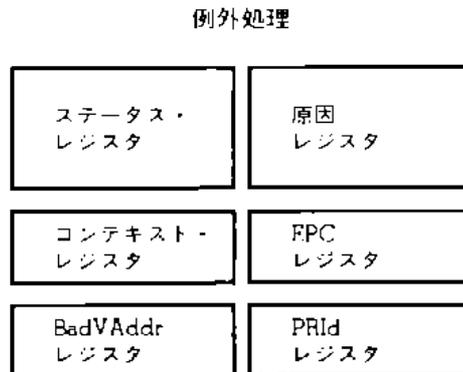 例外処理
ステータス・
レジスタ
原因
レジスタ
コンテキスト・
レジスタ
EPC
レジスタ
BadVAddr
レジスタ
PRId
レジスタ